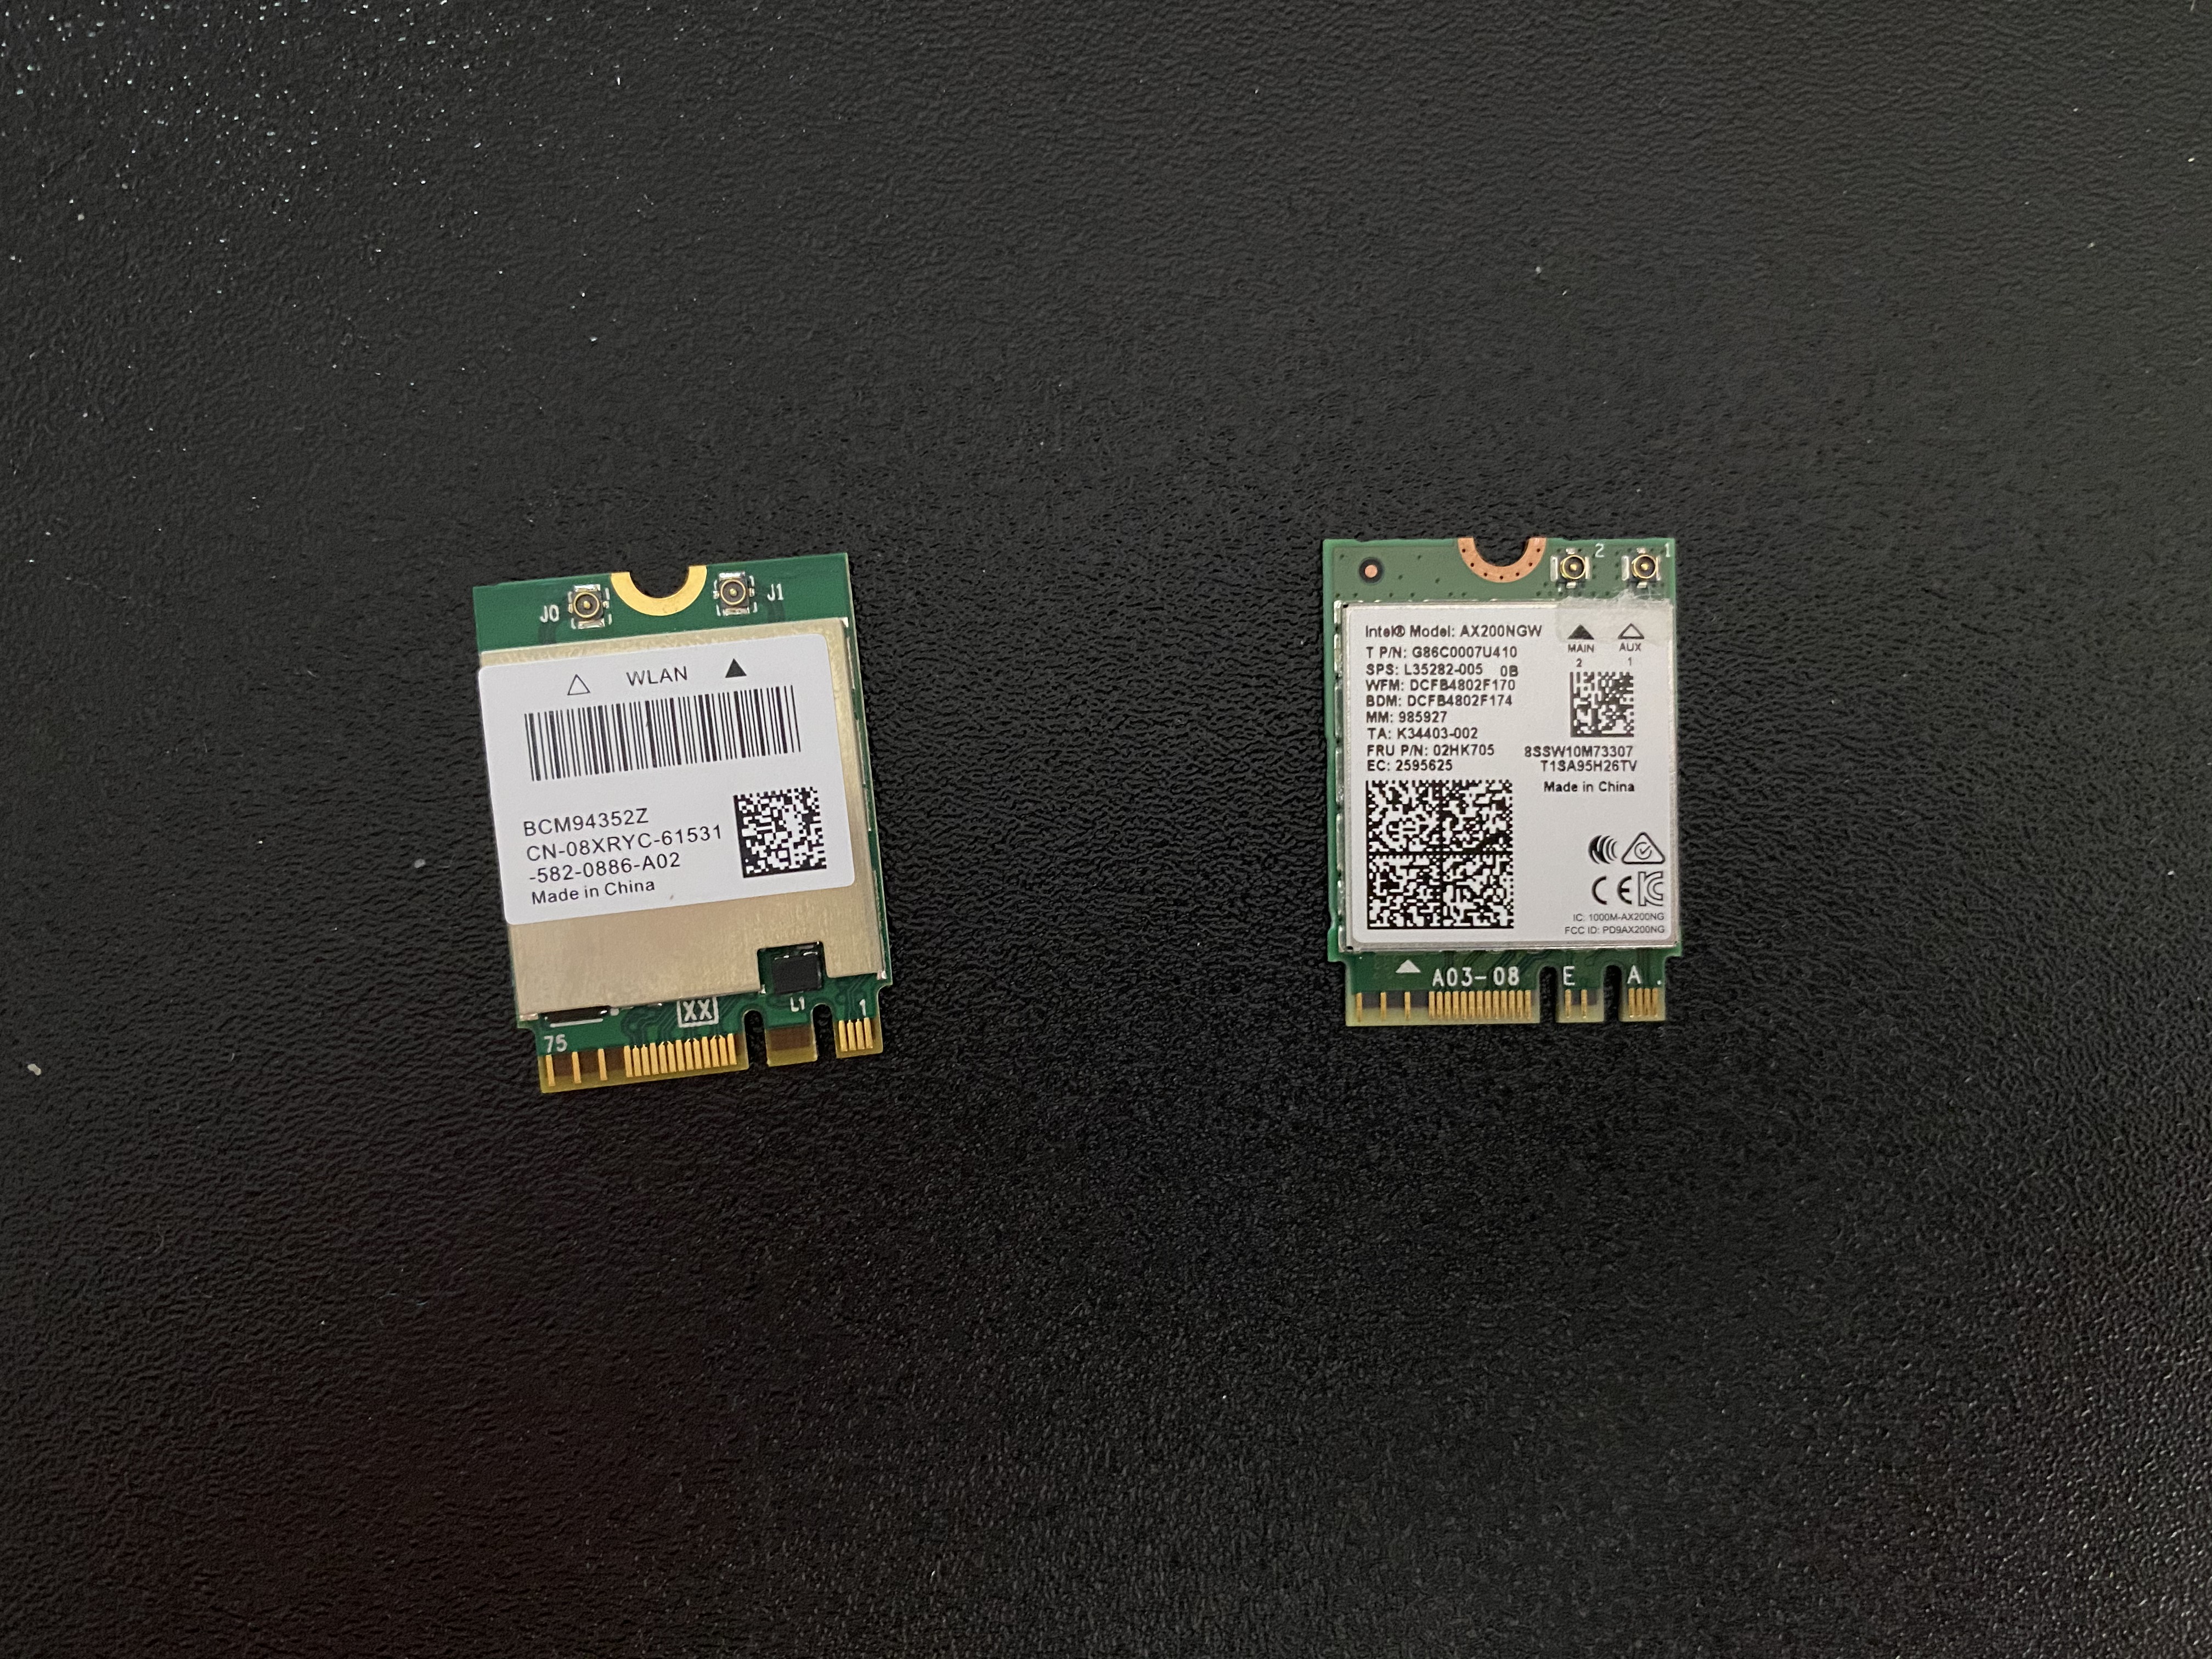 J0
J1
WLAN
BCM94352Z
CN-08XRYC-61531
-582-0886-A02
Made in China
XX
L1
1
75
2
1
Intel® Model: AX200NGW
T P/N: G86C0007U410
SPS: L35282-005 0B
WFM: DCFB4802F170
BDM: DCFB4802F174
MM: 985927
TA: K34403-002
FRU P/N: 02HK705
EC: 2595625
MAIN
2
AUX
1
8SSW10M73307
T1SA95H26TV
Made in China
CE
IC: 1000M-AX200NG
FCC ID: PD9AX200NG
A03-08 E A